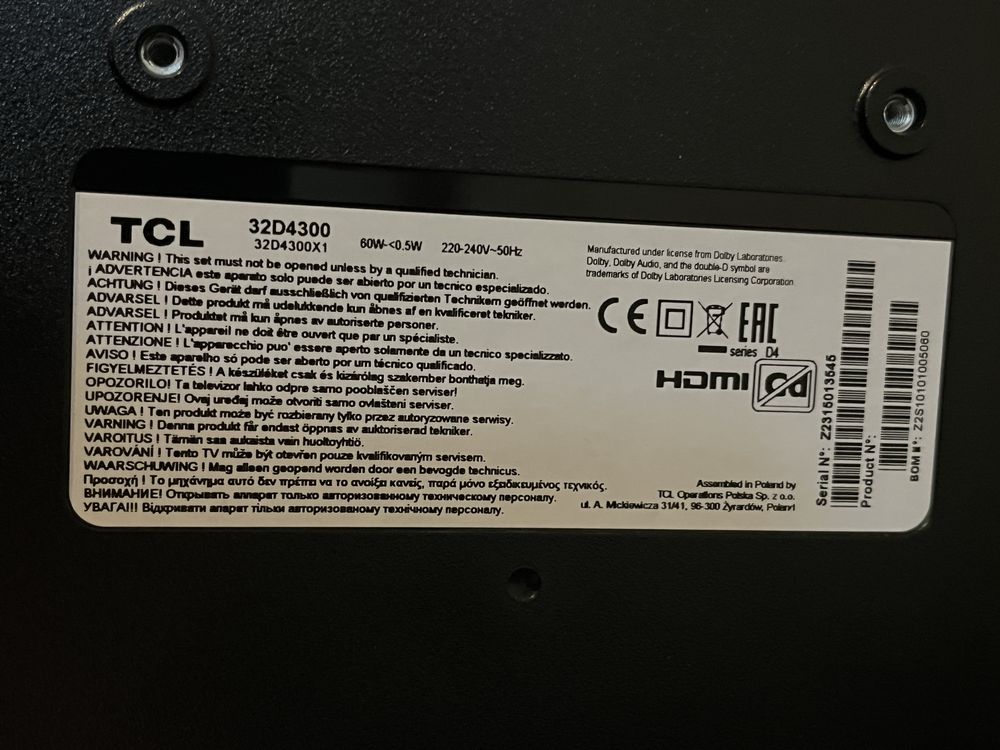 TCL
32D4300
32D4300X1
60W-<0.5W
220-240V~50Hz
WARNING ! This set must not be opened unless by a qualified technician.
¡ ADVERTENCIA este aparato solo puede ser abierto por un tecnico especializado.
ACHTUNG ! Dieses Gerät darf ausschließlich von qualifizierten Technikern geöffnet werden.
ADVARSEL ! Dette produkt må udelukkende kun åbnes af en kvalificeret tekniker.
ADVARSEL ! Produktet må kun åpnes av autoriserte personer.
ATTENTION ! L'appareil ne doit être ouvert que par un spécialiste.
ATTENZIONE ! L'apparecchio puo' essere aperto solamente da un tecnico specializzato.
AVISO ! Este aparelho só pode ser aberto por um técnico qualificado.
FIGYELMEZTETÉS ! A készüléket csak és kizárólag szakember bonthatja meg.
OPOZORILO! Ta televizor lahko odpre samo pooblaščen serviser!
UPOZORENJE! Ovaj uređaj može otvoriti samo ovlašteni serviser.
UWAGA ! Ten produkt może być rozbierany tylko przez autoryzowane serwisy.
VARNING ! Denna produkt får endast öppnas av auktoriserad tekniker.
VAROITUS ! Tämän saa aukaista vain huoltoyhtiö.
VAROVÁNÍ ! Tento TV může být otevřen pouze kvalifikovaným servisem.
WAARSCHUWING ! Mag alleen geopend worden door een bevogde technicus.
Προσοχή ! Το μηχάνημα αυτό δεν πρέπει να το ανοίξει κανείς, παρά μόνο εξειδικευμένος τεχνικός.
ВНИМАНИЕ! Открывать аппарат только авторизованному техническому персоналу.
УВАГА!!! Відкривати апарат тільки авторизованому технічному персоналу.
Manufactured under license from Dolby Laboratories.
Dolby, Dolby Audio, and the double-D symbol are
trademarks of Dolby Laboratories Licensing Corporation
CE EAC
series D4
HDMI
Assembled in Poland by
TCL Operations Polska Sp. z o.o.
ul. A. Mickiewicza 31/41, 96-300 Żyrardów, Poland
Serial N°: Z2315013545
Product N°:
BOM N°: Z2S10101005060